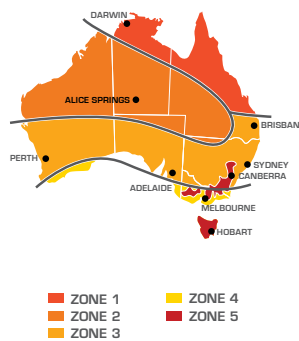 DARWIN
ALICE SPRINGS
BRISBAN
PERTH
SYDNEY
CANBERRA
ADELAIDE
MELBOURNE
HOBART
ZONE 1
ZONE 2
ZONE 3
ZONE 4
ZONE 5